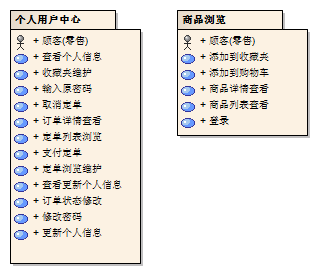 个人用户中心
+ 顾客(零售)
+ 查看个人信息
+ 收藏夹维护
+ 输入原密码
+ 取消定单
+ 订单详情查看
+ 定单列表浏览
+ 支付定单
+ 定单浏览维护
+ 查看更新个人信息
+ 订单状态修改
+ 修改密码
+ 更新个人信息
商品浏览
+ 顾客(零售)
+ 添加到收藏夹
+ 添加到购物车
+ 商品详情查看
+ 商品列表查看
+ 登录